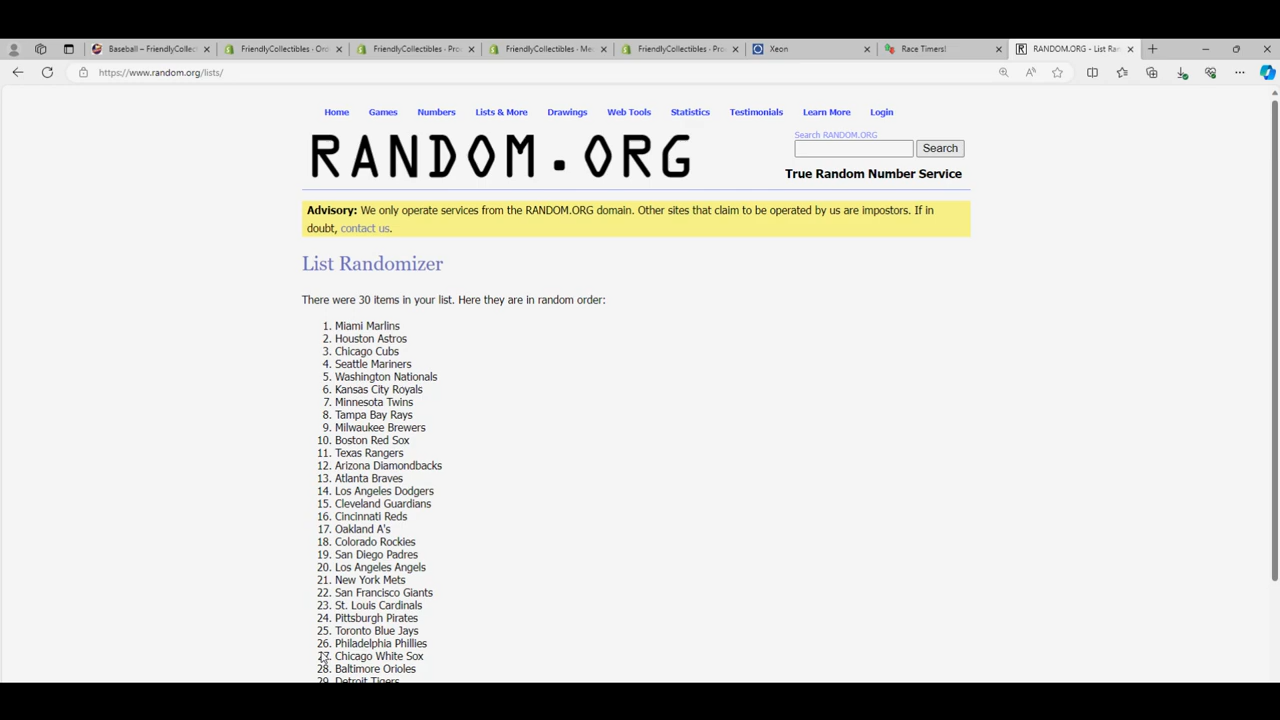 Baseball – FriendlyCollec
FriendlyCollectibles · Ord
FriendlyCollectibles · Pro
FriendlyCollectibles · Me
FriendlyCollectibles · Pro
Xeon
Race Timers!
RANDOM.ORG - List Ra
https://www.random.org/lists/
Home Games Numbers Lists & More Drawings Web Tools Statistics Testimonials Learn More Login
RANDOM.ORG
Search RANDOM.ORG
Search
True Random Number Service
Advisory: We only operate services from the RANDOM.ORG domain. Other sites that claim to be operated by us are impostors. If in
doubt, contact us.
List Randomizer
There were 30 items in your list. Here they are in random order:
1. Miami Marlins
2. Houston Astros
3. Chicago Cubs
4. Seattle Mariners
5. Washington Nationals
6. Kansas City Royals
7. Minnesota Twins
8. Tampa Bay Rays
9. Milwaukee Brewers
10. Boston Red Sox
11. Texas Rangers
12. Arizona Diamondbacks
13. Atlanta Braves
14. Los Angeles Dodgers
15. Cleveland Guardians
16. Cincinnati Reds
17. Oakland A's
18. Colorado Rockies
19. San Diego Padres
20. Los Angeles Angels
21. New York Mets
22. San Francisco Giants
23. St. Louis Cardinals
24. Pittsburgh Pirates
25. Toronto Blue Jays
26. Philadelphia Phillies
27. Chicago White Sox
28. Baltimore Orioles
29. Detroit Tigers